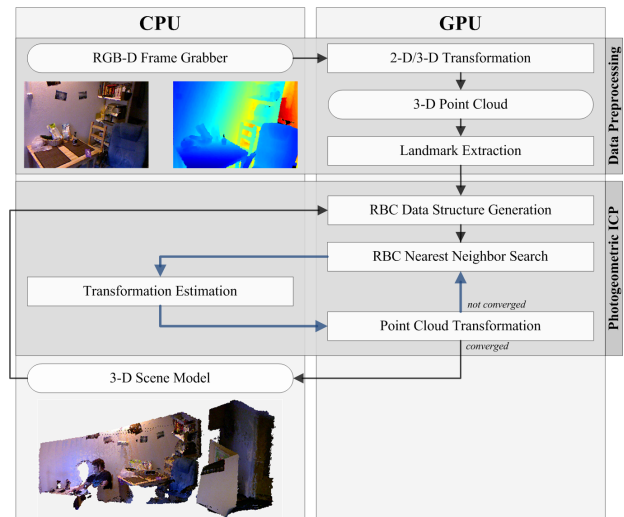 CPU
GPU
RGB-D Frame Grabber
2-D/3-D Transformation
3-D Point Cloud
Landmark Extraction
Data Preprocessing
RBC Data Structure Generation
RBC Nearest Neighbor Search
Transformation Estimation
not converged
Point Cloud Transformation
converged
Photogeometric ICP
3-D Scene Model